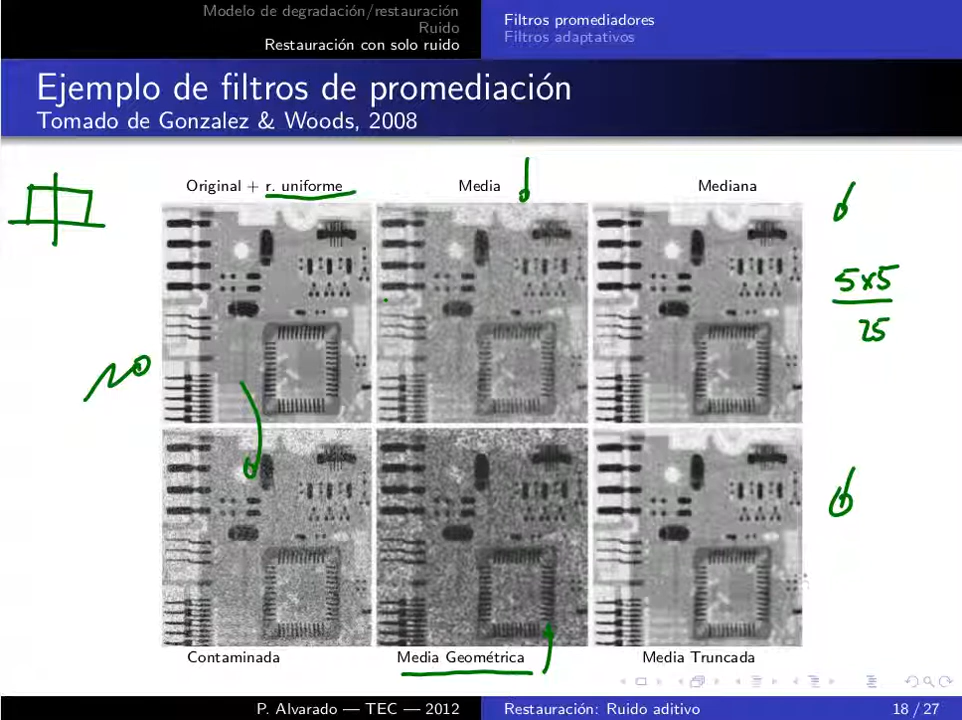 Modelo de degradación/restauración
Ruido
Restauración con solo ruido
Filtros promediadores
Filtros adaptativos
Ejemplo de filtros de promediación
Tomado de Gonzalez & Woods, 2008
Original + r. uniforme
Media
Mediana
5x5
25
Contaminada
Media Geométrica
Media Truncada
P. Alvarado — TEC — 2012
Restauración: Ruido aditivo
18 / 27